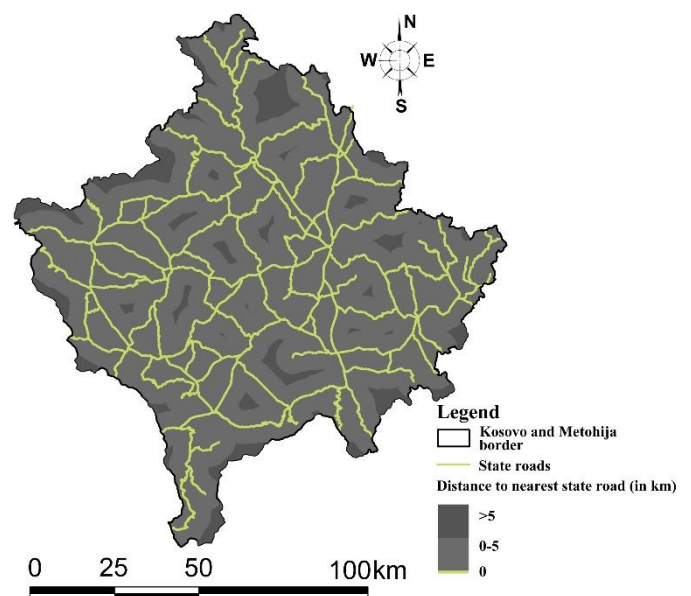 N
W E
S
Legend
Kosovo and Metohija
border
State roads
Distance to nearest state road (in km)
>5
0-5
0
0 25 50 100km